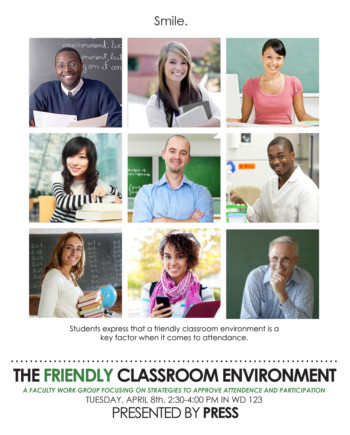 Smile.
Students express that a friendly classroom environment is a
key factor when it comes to attendance.
THE FRIENDLY CLASSROOM ENVIRONMENT
A FACULTY WORK GROUP FOCUSING ON STRATEGIES TO APPROVE ATTENDENCE AND PARTICIPATION
TUESDAY, APRIL 8th, 2:30-4:00 PM IN WD 123
PRESENTED BY PRESS